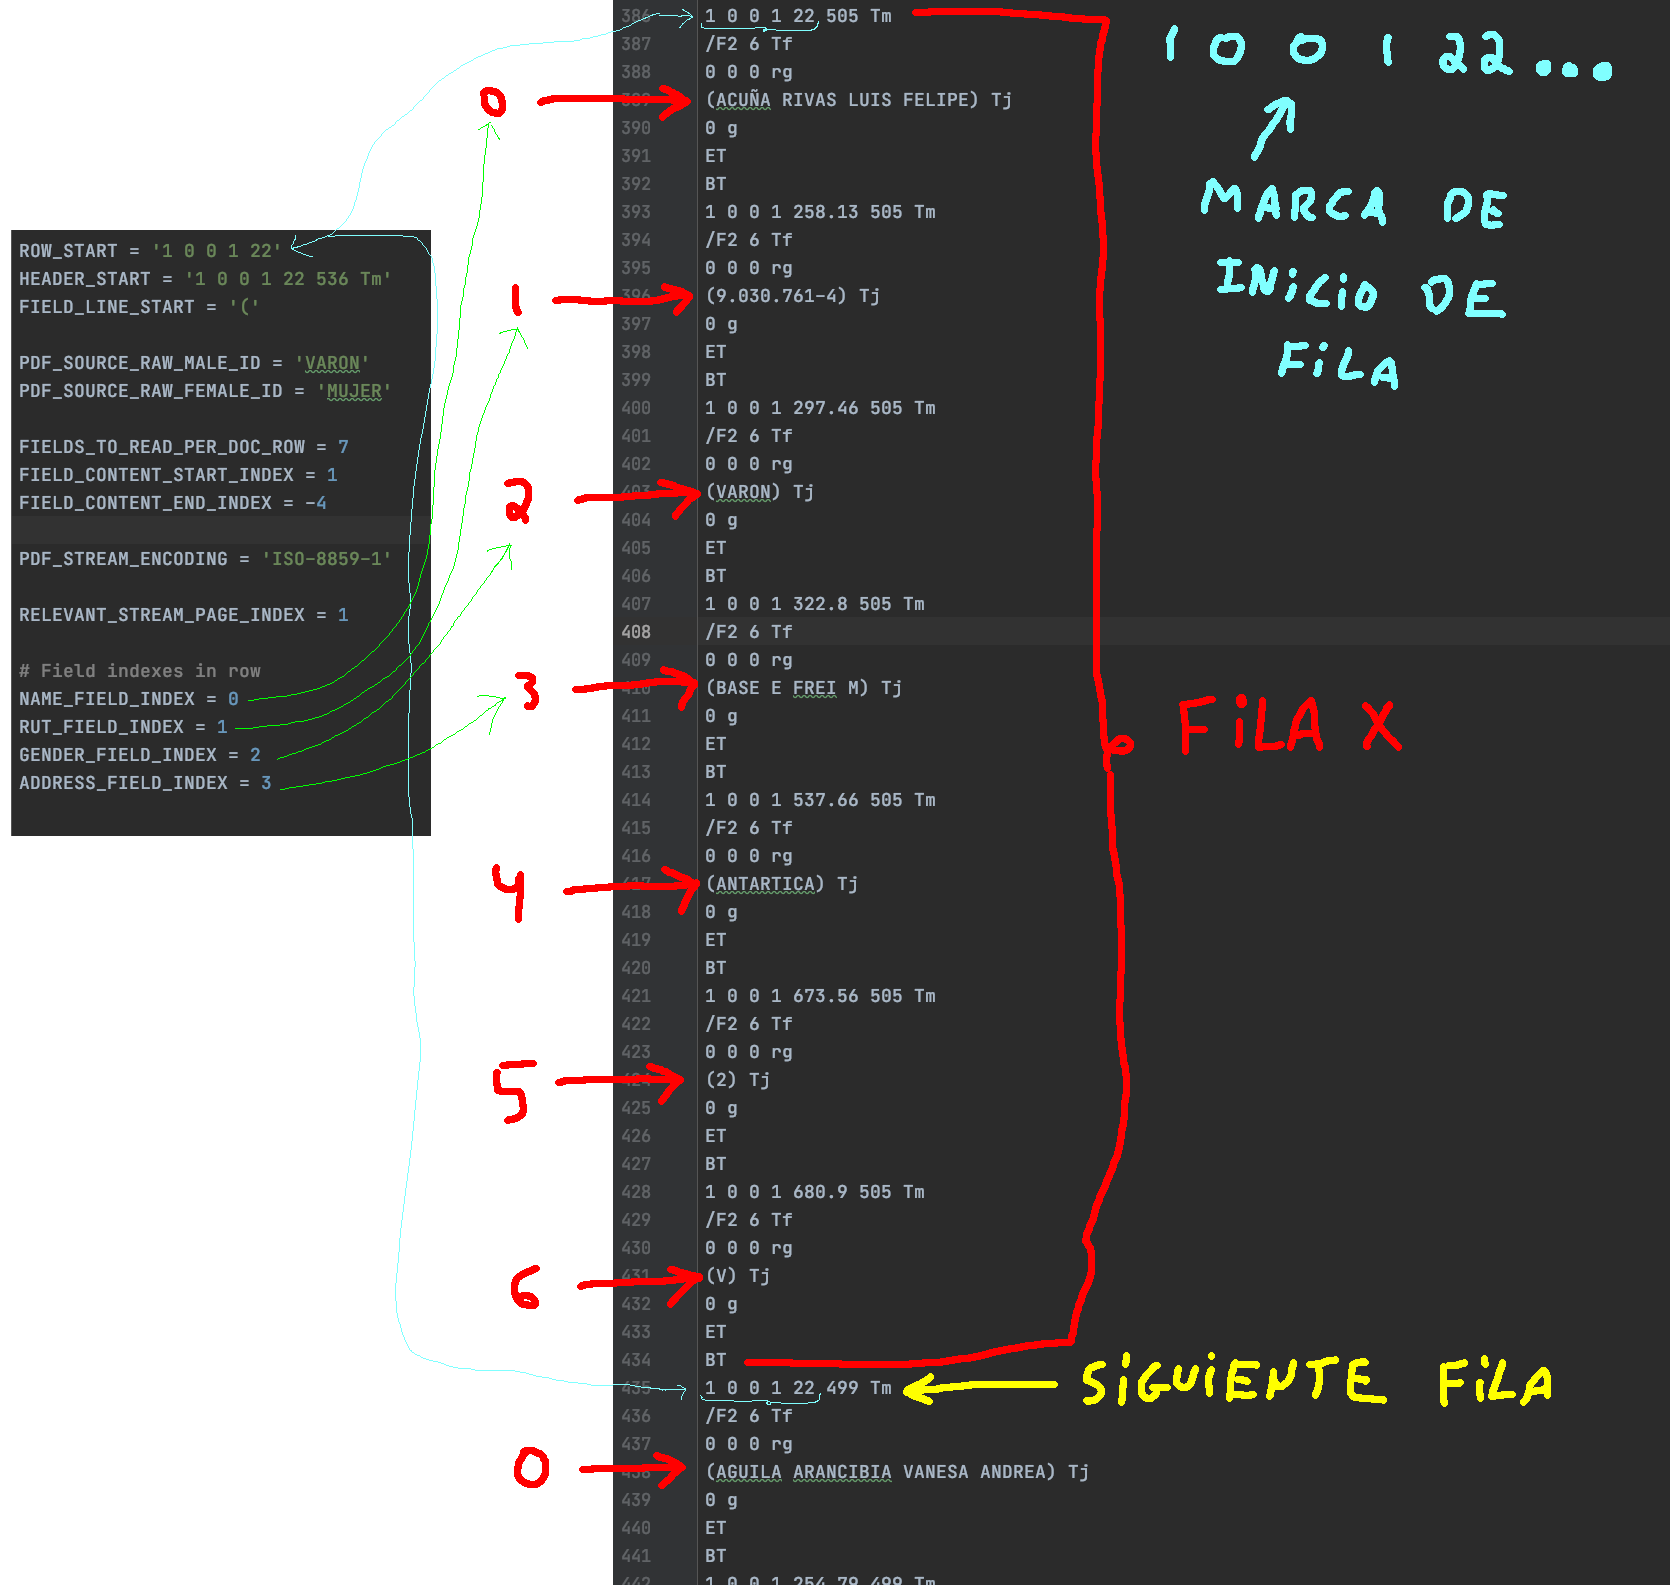 ROW_START = '1 0 0 1 22'
HEADER_START = '1 0 0 1 22 536 Tm'
FIELD_LINE_START = '('
PDF_SOURCE_RAW_MALE_ID = 'VARON'
PDF_SOURCE_RAW_FEMALE_ID = 'MUJER'
FIELDS_TO_READ_PER_DOC_ROW = 7
FIELD_CONTENT_START_INDEX = 1
FIELD_CONTENT_END_INDEX = -4
PDF_STREAM_ENCODING = 'ISO-8859-1'
RELEVANT_STREAM_PAGE_INDEX = 1
# Field indexes in row
NAME_FIELD_INDEX = 0
RUT_FIELD_INDEX = 1
GENDER_FIELD_INDEX = 2
ADDRESS_FIELD_INDEX = 3
0
1
2
3
4
5
6
0
386 1 0 0 1 22 505 Tm
387 /F2 6 Tf
388 0 0 0 rg
389 (ACUÑA RIVAS LUIS FELIPE) Tj
390 0 g
391 ET
392 BT
393 1 0 0 1 258.13 505 Tm
394 /F2 6 Tf
395 0 0 0 rg
396 (9.030.761-4) Tj
397 0 g
398 ET
399 BT
400 1 0 0 1 297.46 505 Tm
401 /F2 6 Tf
402 0 0 0 rg
403 (VARON) Tj
404 0 g
405 ET
406 BT
407 1 0 0 1 322.8 505 Tm
408 /F2 6 Tf
409 0 0 0 rg
410 (BASE E FREI M) Tj
411 0 g
412 ET
413 BT
414 1 0 0 1 537.66 505 Tm
415 /F2 6 Tf
416 0 0 0 rg
417 (ANTARTICA) Tj
418 0 g
419 ET
420 BT
421 1 0 0 1 673.56 505 Tm
422 /F2 6 Tf
423 0 0 0 rg
424 (2) Tj
425 0 g
426 ET
427 BT
428 1 0 0 1 680.9 505 Tm
429 /F2 6 Tf
430 0 0 0 rg
431 (V) Tj
432 0 g
433 ET
434 BT
435 1 0 0 1 22 499 Tm
436 /F2 6 Tf
437 0 0 0 rg
438 (AGUILA ARANCIBIA VANESA ANDREA) Tj
439 0 g
440 ET
441 BT
442 1 0 0 1 254.79 499 Tm
1 0 0 1 22...
MARCA DE
INiCiO DE
FiLA
FiLA X
SiGUiENTE FiLA